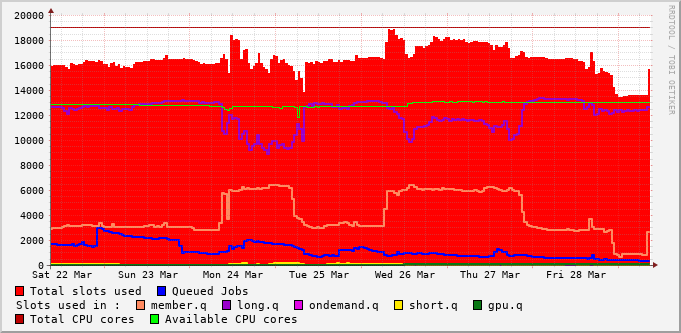 20000
18000
16000
14000
12000
10000
8000
6000
4000
2000
0
Sat 22 Mar Sun 23 Mar Mon 24 Mar Tue 25 Mar Wed 26 Mar Thu 27 Mar Fri 28 Mar
RRDTOOL / TOBI OETIKER
Total slots used Queued Jobs
Slots used in : member.q long.q ondemand.q short.q gpu.q
Total CPU cores Available CPU cores